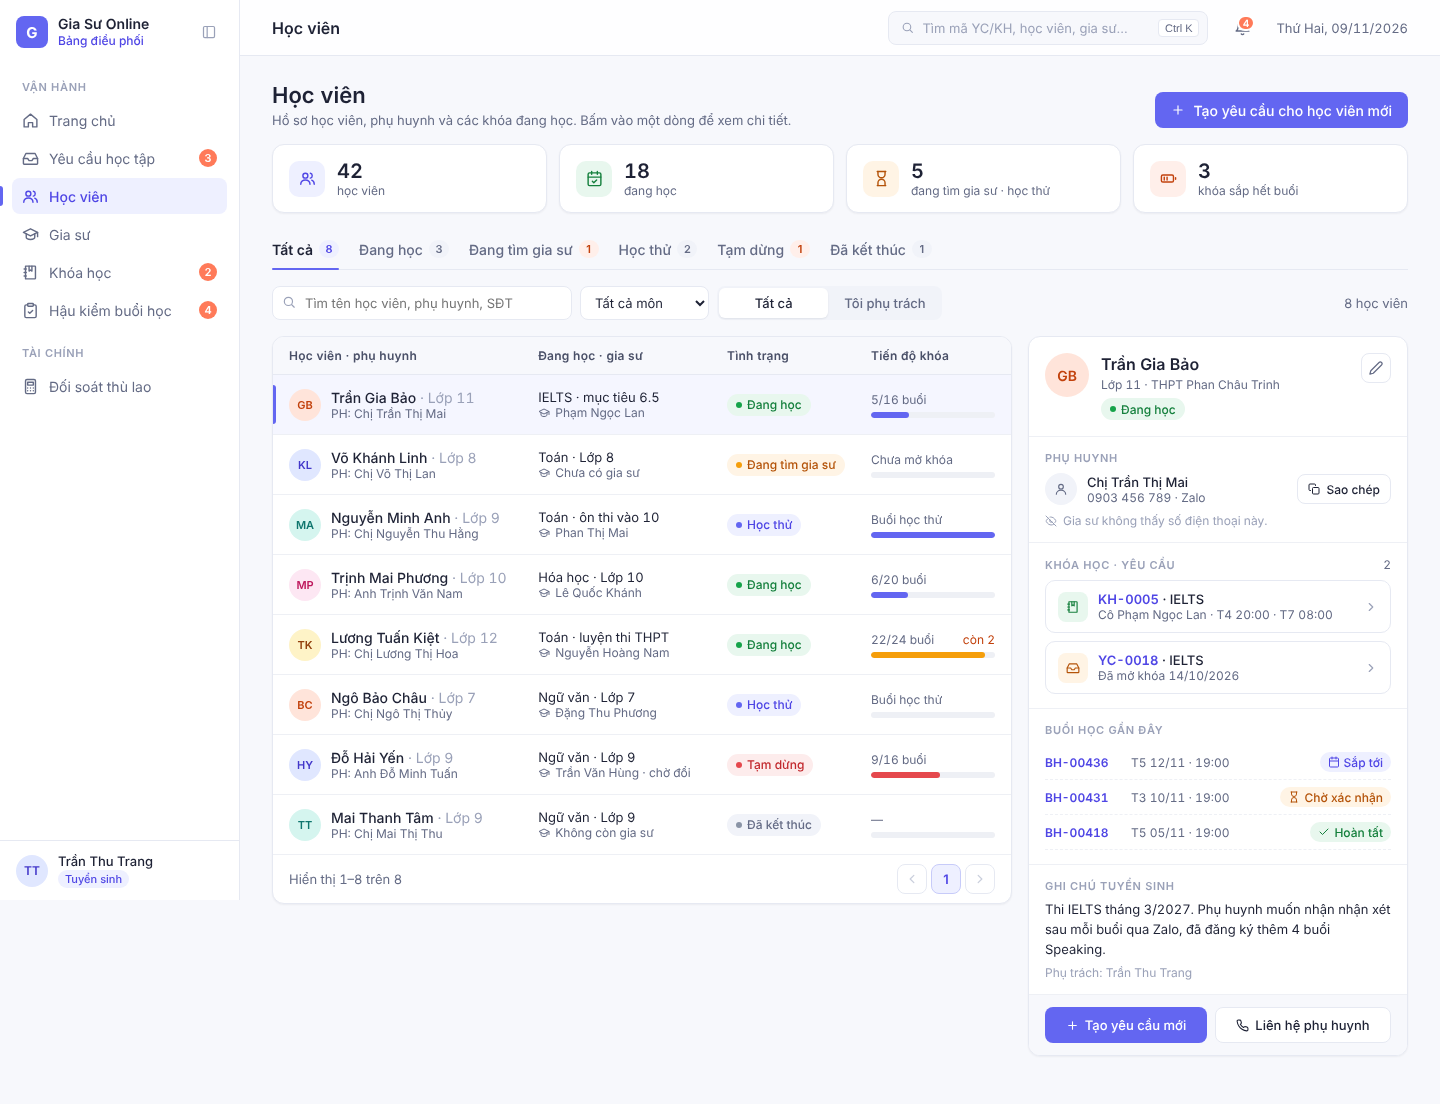 G
Gia Sư Online
Bảng điều phối
VẬN HÀNH
Trang chủ
Yêu cầu học tập 3
Học viên
Gia sư
Khóa học 2
Hậu kiểm buổi học 4
TÀI CHÍNH
Đối soát thù lao
TT
Trần Thu Trang
Tuyển sinh
Học viên
Tìm mã YC/KH, học viên, gia sư... Ctrl K
4
Thứ Hai, 09/11/2026
Học viên
Hồ sơ học viên, phụ huynh và các khóa đang học. Bấm vào một dòng để xem chi tiết.
Tạo yêu cầu cho học viên mới
42
học viên
18
đang học
5
đang tìm gia sư · học thử
3
khóa sắp hết buổi
Tất cả 8 Đang học 3 Đang tìm gia sư 1 Học thử 2 Tạm dừng 1 Đã kết thúc 1
Tìm tên học viên, phụ huynh, SĐT
Tất cả môn
Tất cả Tôi phụ trách
8 học viên
Học viên · phụ huynh Đang học · gia sư Tình trạng Tiến độ khóa
GB
Trần Gia Bảo · Lớp 11
PH: Chị Trần Thị Mai
IELTS · mục tiêu 6.5
Phạm Ngọc Lan
Đang học
5/16 buổi
KL
Võ Khánh Linh · Lớp 8
PH: Chị Võ Thị Lan
Toán · Lớp 8
Chưa có gia sư
Đang tìm gia sư
Chưa mở khóa
MA
Nguyễn Minh Anh · Lớp 9
PH: Chị Nguyễn Thu Hằng
Toán · ôn thi vào 10
Phan Thị Mai
Học thử
Buổi học thử
MP
Trịnh Mai Phương · Lớp 10
PH: Anh Trịnh Văn Nam
Hóa học · Lớp 10
Lê Quốc Khánh
Đang học
6/20 buổi
TK
Lương Tuấn Kiệt · Lớp 12
PH: Chị Lương Thị Hoa
Toán · luyện thi THPT
Nguyễn Hoàng Nam
Đang học
22/24 buổi còn 2
BC
Ngô Bảo Châu · Lớp 7
PH: Chị Ngô Thị Thủy
Ngữ văn · Lớp 7
Đặng Thu Phương
Học thử
Buổi học thử
HY
Đỗ Hải Yến · Lớp 9
PH: Anh Đỗ Minh Tuấn
Ngữ văn · Lớp 9
Trần Văn Hùng · chờ đổi
Tạm dừng
9/16 buổi
TT
Mai Thanh Tâm · Lớp 9
PH: Chị Mai Thị Thu
Ngữ văn · Lớp 9
Không còn gia sư
Đã kết thúc
—
Hiển thị 1–8 trên 8
1
GB
Trần Gia Bảo
Lớp 11 · THPT Phan Châu Trinh
Đang học
PHỤ HUYNH
Chị Trần Thị Mai
0903 456 789 · Zalo
Sao chép
Gia sư không thấy số điện thoại này.
KHÓA HỌC · YÊU CẦU 2
KH-0005 · IELTS
Cô Phạm Ngọc Lan · T4 20:00 · T7 08:00
YC-0018 · IELTS
Đã mở khóa 14/10/2026
BUỔI HỌC GẦN ĐÂY
BH-00436 T5 12/11 · 19:00 Sắp tới
BH-00431 T3 10/11 · 19:00 Chờ xác nhận
BH-00418 T5 05/11 · 19:00 Hoàn tất
GHI CHÚ TUYỂN SINH
Thi IELTS tháng 3/2027. Phụ huynh muốn nhận nhận xét
sau mỗi buổi qua Zalo, đã đăng ký thêm 4 buổi
Speaking.
Phụ trách: Trần Thu Trang
Tạo yêu cầu mới
Liên hệ phụ huynh